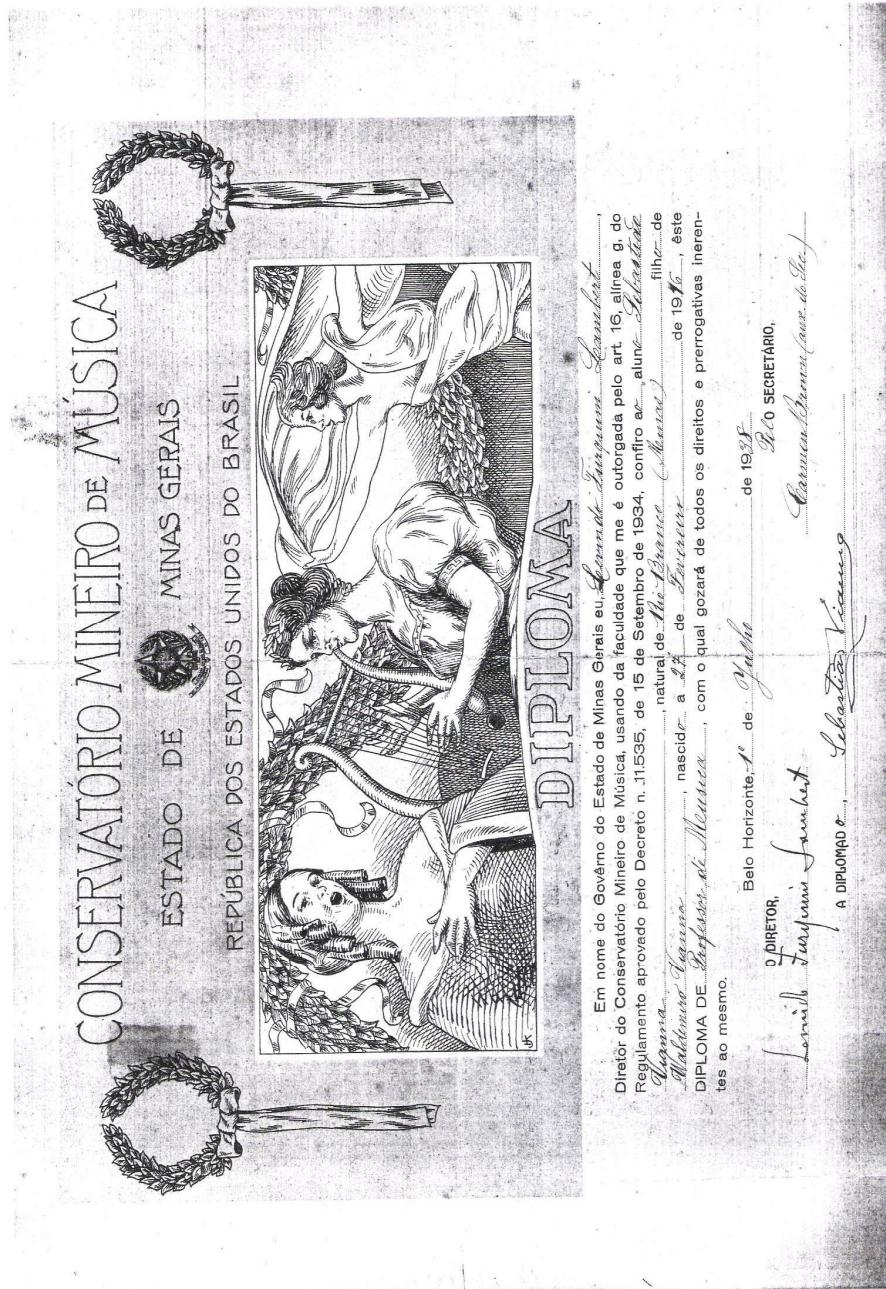 CONSERVATÓRIO MINEIRO DE MÚSICA
ESTADO DE MINAS GERAIS
REPÚBLICA DOS ESTADOS UNIDOS DO BRASIL
JK
DIPLOMA
Em nome do Govêrno do Estado de Minas Gerais eu, Levindo Furquim Lambert,
Diretor do Conservatório Mineiro de Música, usando da faculdade que me é outorgada pelo art. 16, alínea g, do
Regulamento aprovado pelo Decreto n. 11.535, de 15 de Setembro de 1934, confiro ao aluno Sebastião
Vianna, natural de Rio Branco (Minas) filho de
Waldemiro Vianna, nascido a 27 de Fevereiro de 1916, êste
DIPLOMA DE Professor de Musica, com o qual gozará de todos os direitos e prerrogativas ineren-
tes ao mesmo.
Belo Horizonte, 1º de Julho de 1938
O DIRETOR,
Pelo SECRETÁRIO,
Levindo Furquim Lambert
Carmen Brown (aux. do Sec)
A DIPLOMADO, Sebastião Vianna